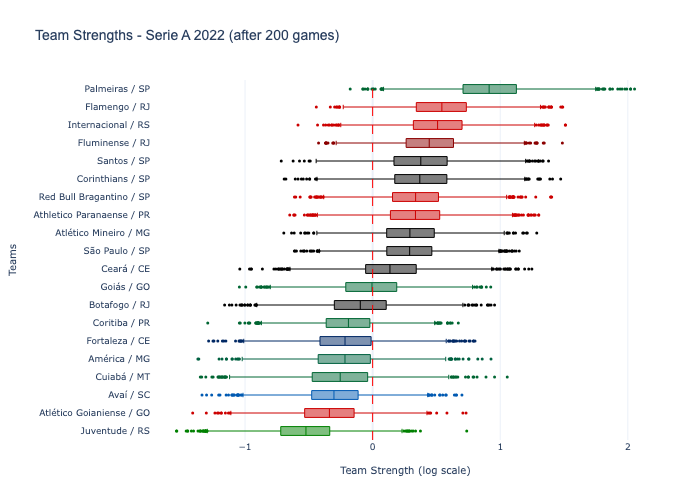 Team Strengths - Serie A 2022 (after 200 games)
Palmeiras / SP
Flamengo / RJ
Internacional / RS
Fluminense / RJ
Santos / SP
Corinthians / SP
Red Bull Bragantino / SP
Athletico Paranaense / PR
Atlético Mineiro / MG
São Paulo / SP
Ceará / CE
Goiás / GO
Botafogo / RJ
Coritiba / PR
Fortaleza / CE
América / MG
Cuiabá / MT
Avaí / SC
Atlético Goianiense / GO
Juventude / RS
Teams
−1 0 1 2
Team Strength (log scale)